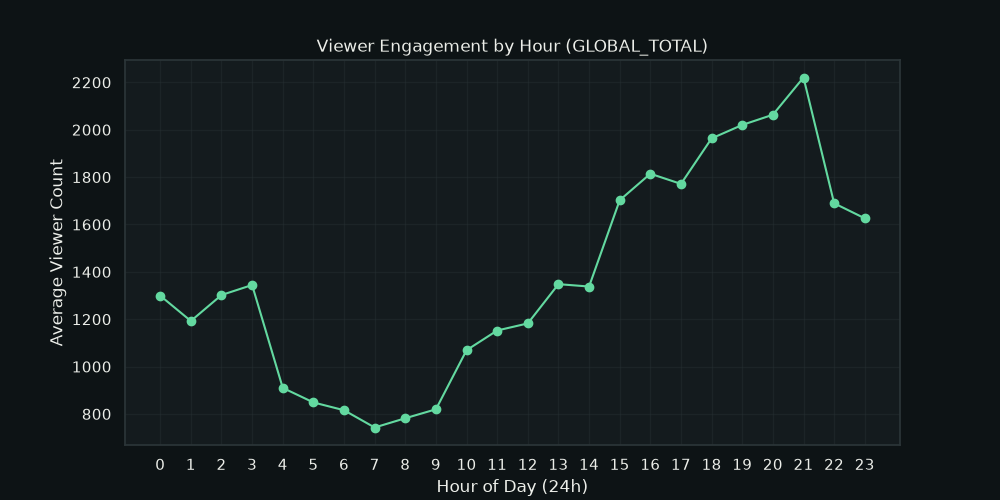 Viewer Engagement by Hour (GLOBAL_TOTAL)
Average Viewer Count
2200
2000
1800
1600
1400
1200
1000
800
0 1 2 3 4 5 6 7 8 9 10 11 12 13 14 15 16 17 18 19 20 21 22 23
Hour of Day (24h)